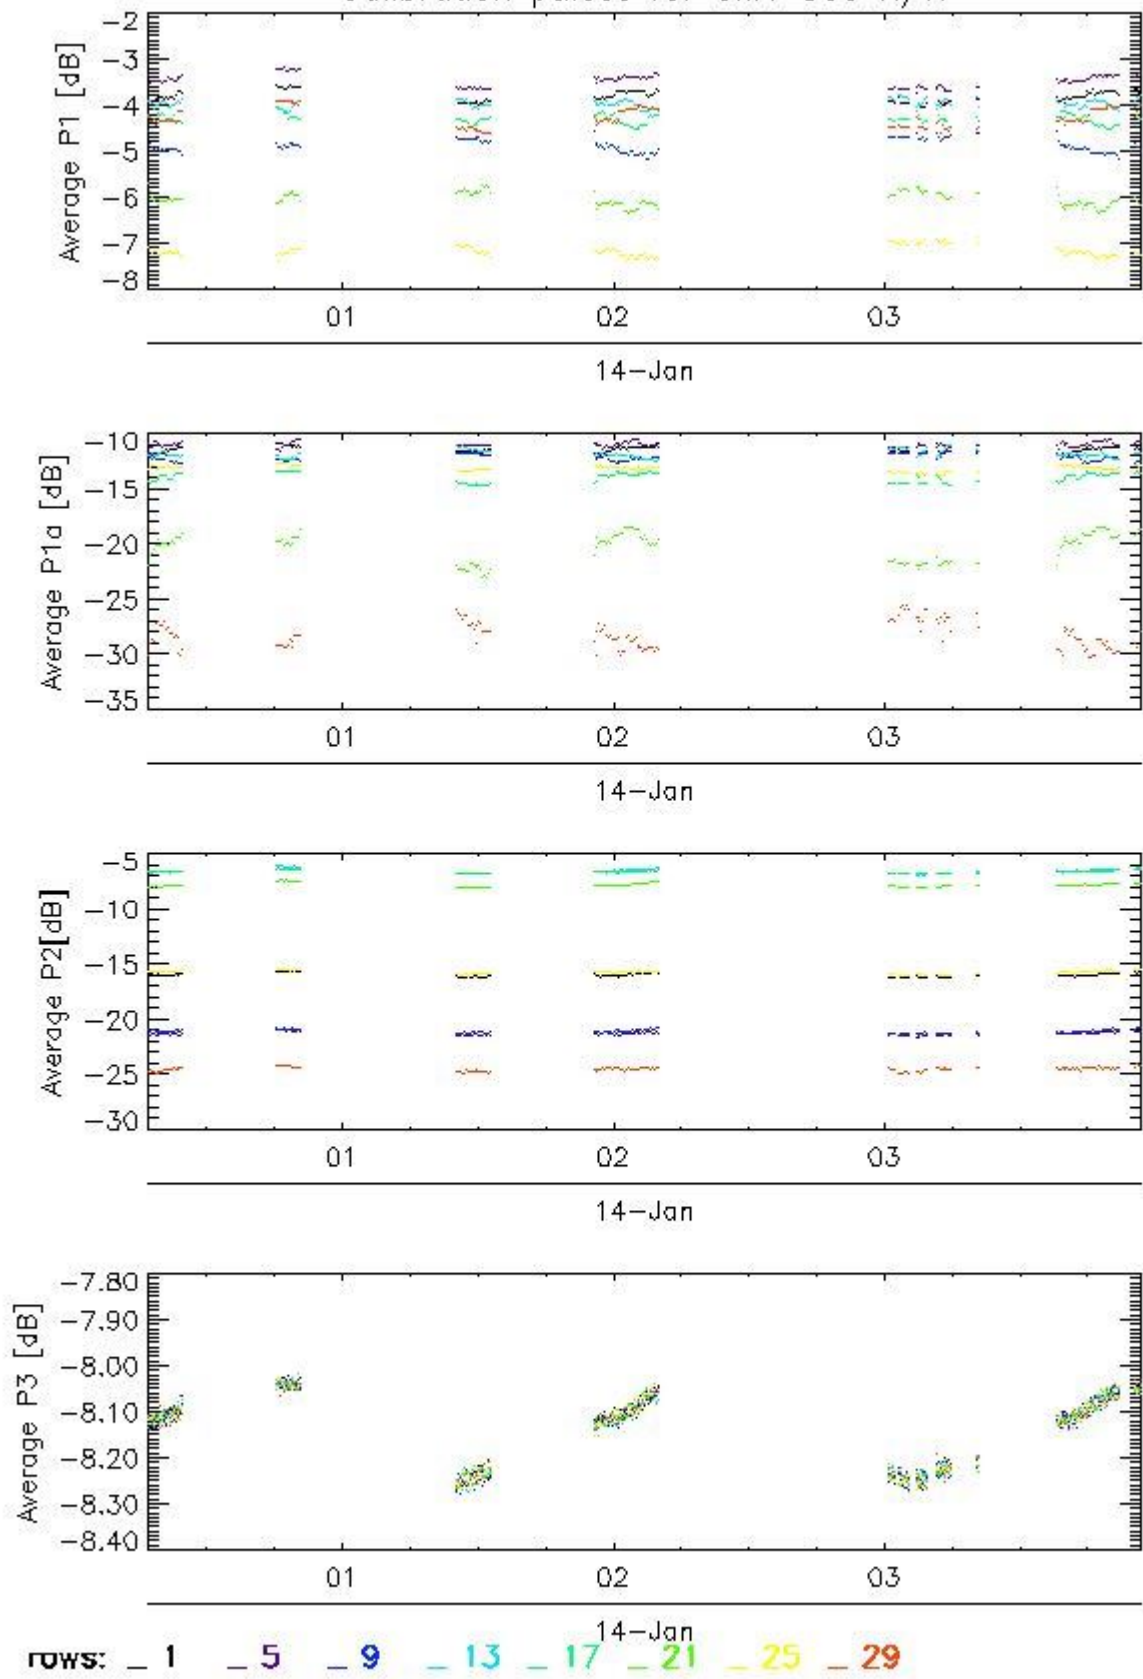 -2
-3
-4
-5
-6
-7
-8
Average P1 [dB]
01 02 03
14-Jan
-10
-15
-20
-25
-30
-35
Average P1a [dB]
01 02 03
14-Jan
-5
-10
-15
-20
-25
-30
Average P2[dB]
01 02 03
14-Jan
-7.80
-7.90
-8.00
-8.10
-8.20
-8.30
-8.40
Average P3 [dB]
01 02 03
14-Jan
rows: _ 1 _ 5 _ 9 _ 13 _ 17 _ 21 _ 25 _ 29